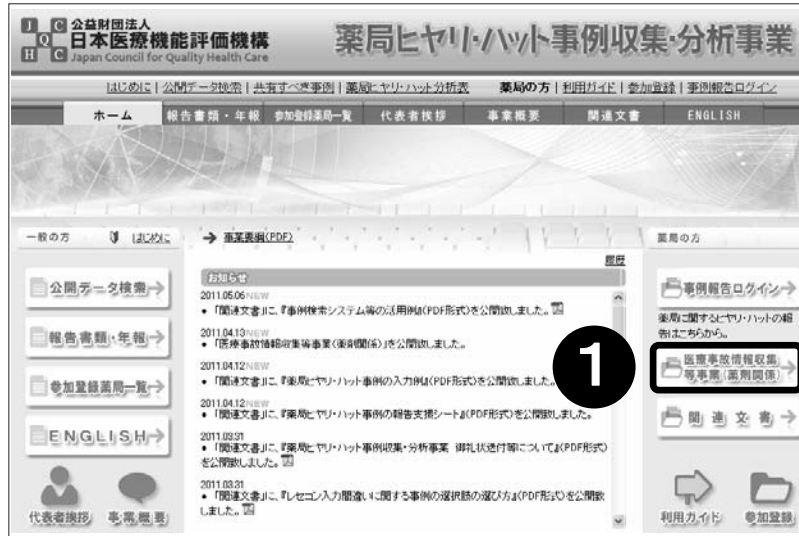 J Q H C
公益財団法人
日本医療機能評価機構
Japan Council for Quality Health Care
薬局ヒヤリ・ハット事例収集・分析事業
はじめに | 公開データ検索 | 共有すべき事例 | 薬局ヒヤリ・ハット分析表 薬局の方 | 利用ガイド | 参加登録 | 事例報告ログイン
ホーム 報告書類・年報 参加登録薬局一覧 代表者挨拶 事業概要 関連文書 ENGLISH
一般の方 はじめに
公開データ検索
報告書類・年報
参加登録薬局一覧
ENGLISH
代表者挨拶 事業概要
事業要綱(PDF)
履歴
お知らせ
2011.05.06 NEW
・「関連文書」に、『事例検索システム等の活用例』(PDF形式)を公開致しました。
2011.04.13 NEW
・「医療事故情報収集等事業(薬剤関係)」を公開致しました。
2011.04.12 NEW
・「関連文書」に、『薬局ヒヤリ・ハット事例の入力例』(PDF形式)を公開致しました。
2011.04.12 NEW
・「関連文書」に、『薬局ヒヤリ・ハット事例の報告支援シート』(PDF形式)を公開致しました。
2011.03.31
・「関連文書」に、『薬局ヒヤリ・ハット事例収集・分析事業 御礼状送付等について』(PDF形式)
を公開致しました。
2011.03.31
・「関連文書」に、『レセコン入力間違いに関する事例の選択肢の選び方』(PDF形式)を公開致
しました。
薬局の方
事例報告ログイン
薬局に関するヒヤリ・ハットの報
告はこちらから。
1
医療事故情報収集
等事業(薬剤関係)
関連文書
利用ガイド 参加登録